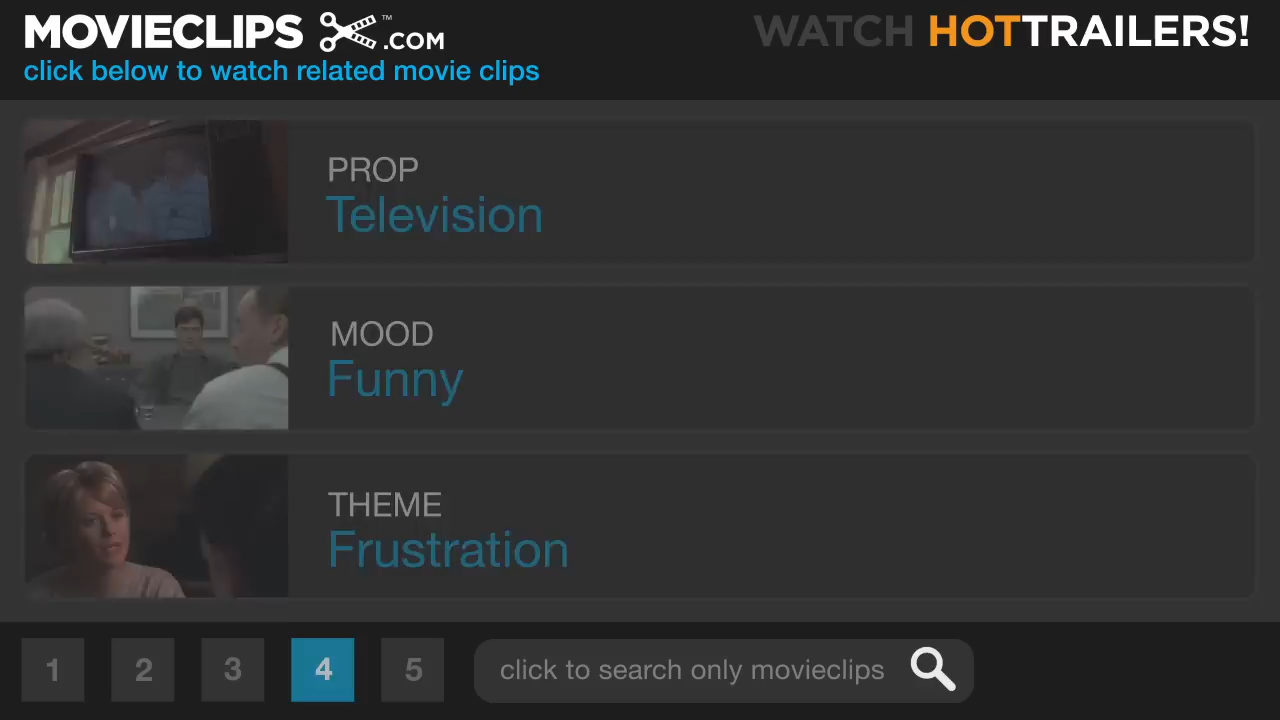 MOVIECLIPS ™ .COM
WATCH HOTTRAILERS!
click below to watch related movie clips
PROP
Television
MOOD
Funny
THEME
Frustration
1 2 3 4 5
click to search only movieclips